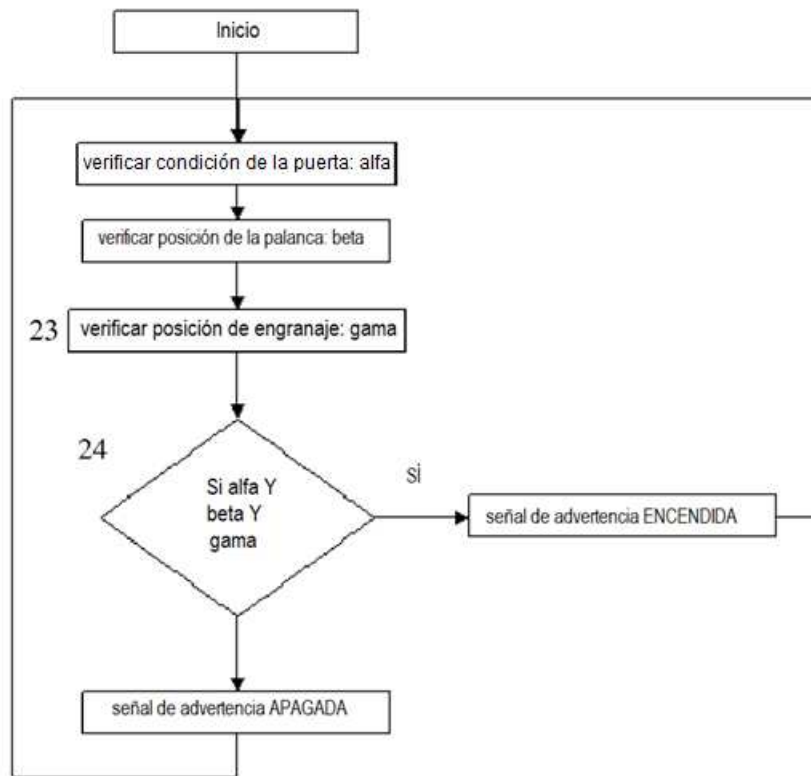 Inicio
verificar condición de la puerta: alfa
verificar posición de la palanca: beta
23
verificar posición de engranaje: gama
24
Si alfa Y
beta Y
gama
SÍ
señal de advertencia ENCENDIDA
señal de advertencia APAGADA